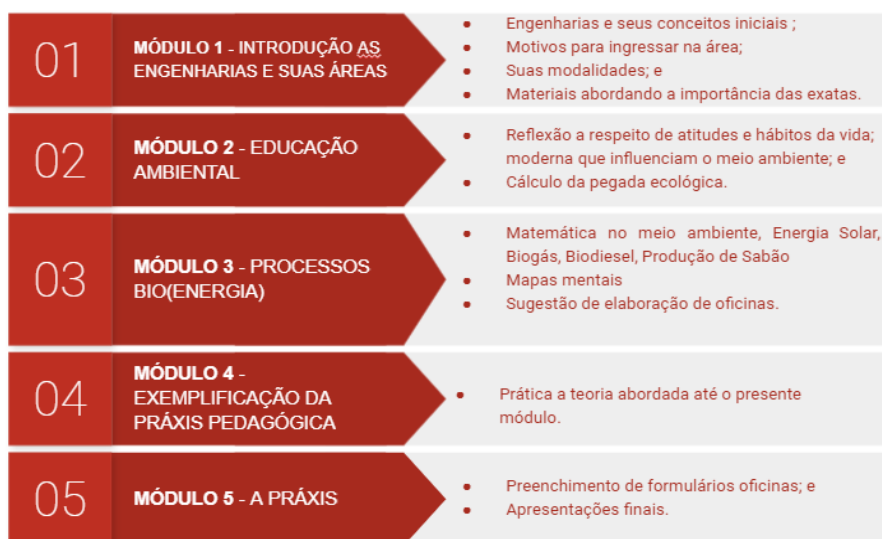 01
MÓDULO 1 - INTRODUÇÃO AS
ENGENHARIAS E SUAS ÁREAS
• Engenharias e seus conceitos iniciais ;
• Motivos para ingressar na área;
• Suas modalidades; e
• Materiais abordando a importância das exatas.
02
MÓDULO 2 - EDUCAÇÃO
AMBIENTAL
• Reflexão a respeito de atitudes e hábitos da vida;
moderna que influenciam o meio ambiente; e
• Cálculo da pegada ecológica.
03
MÓDULO 3 - PROCESSOS
BIO(ENERGIA)
• Matemática no meio ambiente, Energia Solar,
Biogás, Biodiesel, Produção de Sabão
• Mapas mentais
• Sugestão de elaboração de oficinas.
04
MÓDULO 4 -
EXEMPLIFICAÇÃO DA
PRÁXIS PEDAGÓGICA
• Prática a teoria abordada até o presente
módulo.
05
MÓDULO 5 - A PRÁXIS
• Preenchimento de formulários oficinas; e
• Apresentações finais.